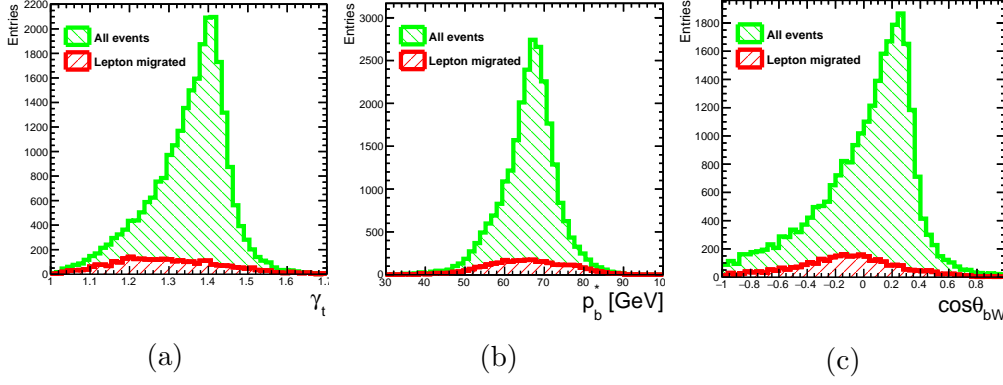 Entries
2200
2000
1800
1600
1400
1200
1000
800
600
400
200
0
All events
Lepton migrated
1 1.1 1.2 1.3 1.4 1.5 1.6 1.7
γt
(a)
Entries
3000
2500
2000
1500
1000
500
0
All events
Lepton migrated
30 40 50 60 70 80 90 100
p*b [GeV]
(b)
Entries
1800
1600
1400
1200
1000
800
600
400
200
0
All events
Lepton migrated
-1 -0.8 -0.6 -0.4 -0.2 0 0.2 0.4 0.6 0.8
cosθbW
(c)